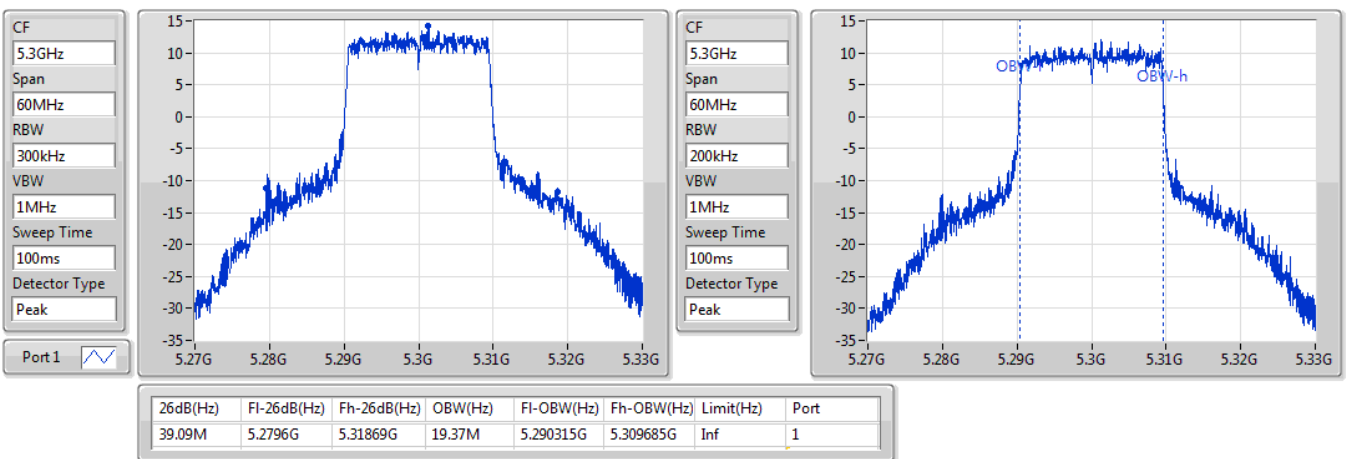 CF
5.3GHz
Span
60MHz
RBW
300kHz
VBW
1MHz
Sweep Time
100ms
Detector Type
Peak
Port 1
15
10
5
0
-5
-10
-15
-20
-25
-30
-35
5.27G 5.28G 5.29G 5.3G 5.31G 5.32G 5.33G
CF
5.3GHz
Span
60MHz
RBW
200kHz
VBW
1MHz
Sweep Time
100ms
Detector Type
Peak
15
10
5
0
-5
-10
-15
-20
-25
-30
-35
OBW-h
5.27G 5.28G 5.29G 5.3G 5.31G 5.32G 5.33G
26dB(Hz) Fl-26dB(Hz) Fh-26dB(Hz) OBW(Hz) Fl-OBW(Hz) Fh-OBW(Hz) Limit(Hz) Port
39.09M 5.2796G 5.31869G 19.37M 5.290315G 5.309685G Inf 1